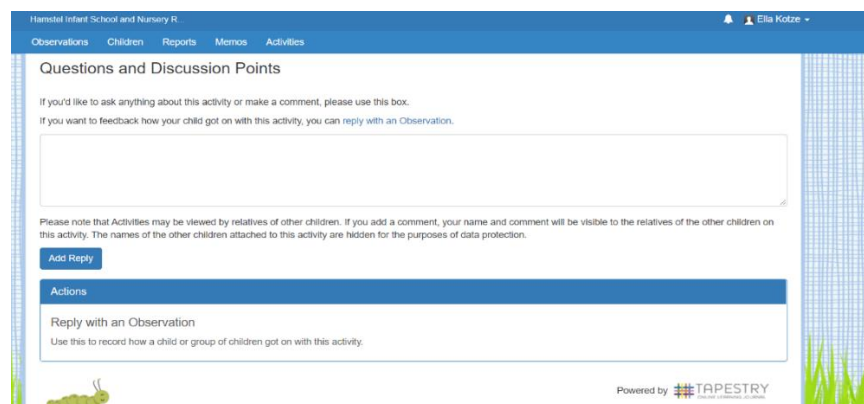 Hamstel Infant School and Nursery R...
Ella Kotze
Observations Children Reports Memos Activities
Questions and Discussion Points
If you'd like to ask anything about this activity or make a comment, please use this box.
If you want to feedback how your child got on with this activity, you can reply with an Observation.
Please note that Activities may be viewed by relatives of other children. If you add a comment, your name and comment will be visible to the relatives of the other children on
this activity. The names of the other children attached to this activity are hidden for the purposes of data protection.
Add Reply
Actions
Reply with an Observation
Use this to record how a child or group of children got on with this activity.
Powered by TAPESTRY
ONLINE LEARNING JOURNAL